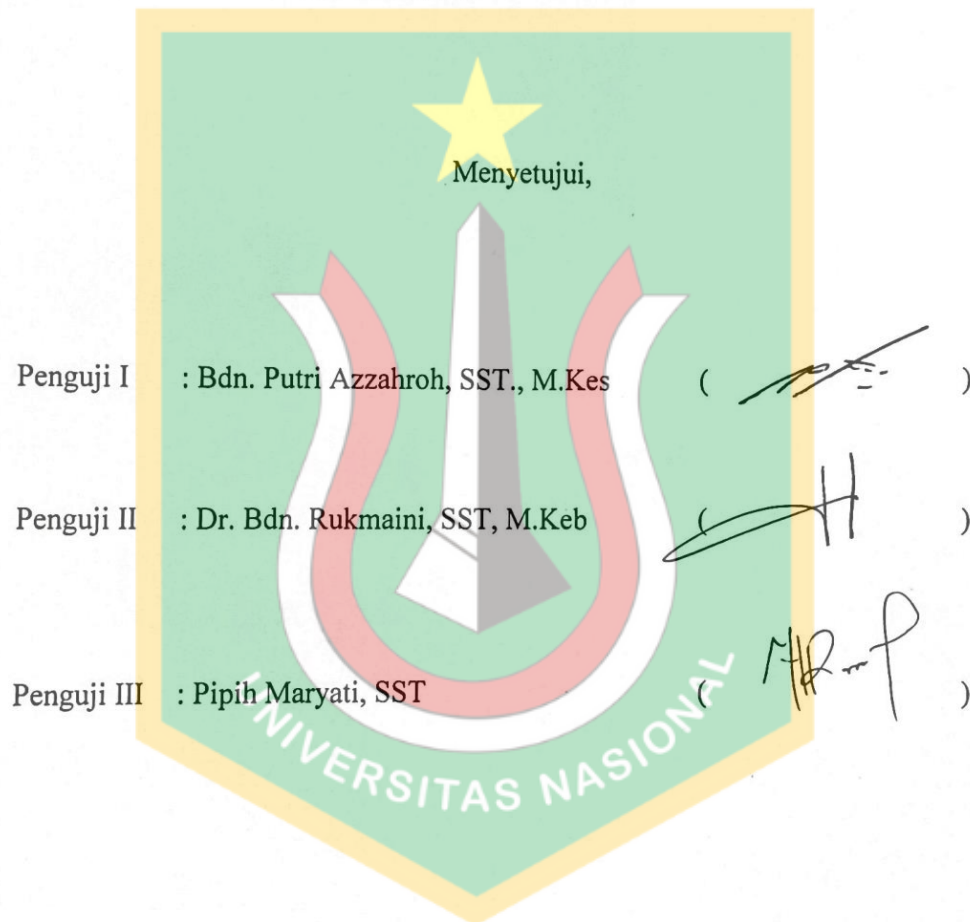 Menyetujui,
Penguji I : Bdn. Putri Azzahroh, SST., M.Kes ( )
Penguji II : Dr. Bdn. Rukmaini, SST, M.Keb ( )
Penguji III : Pipih Maryati, SST ( )
UNIVERSITAS NASIONAL